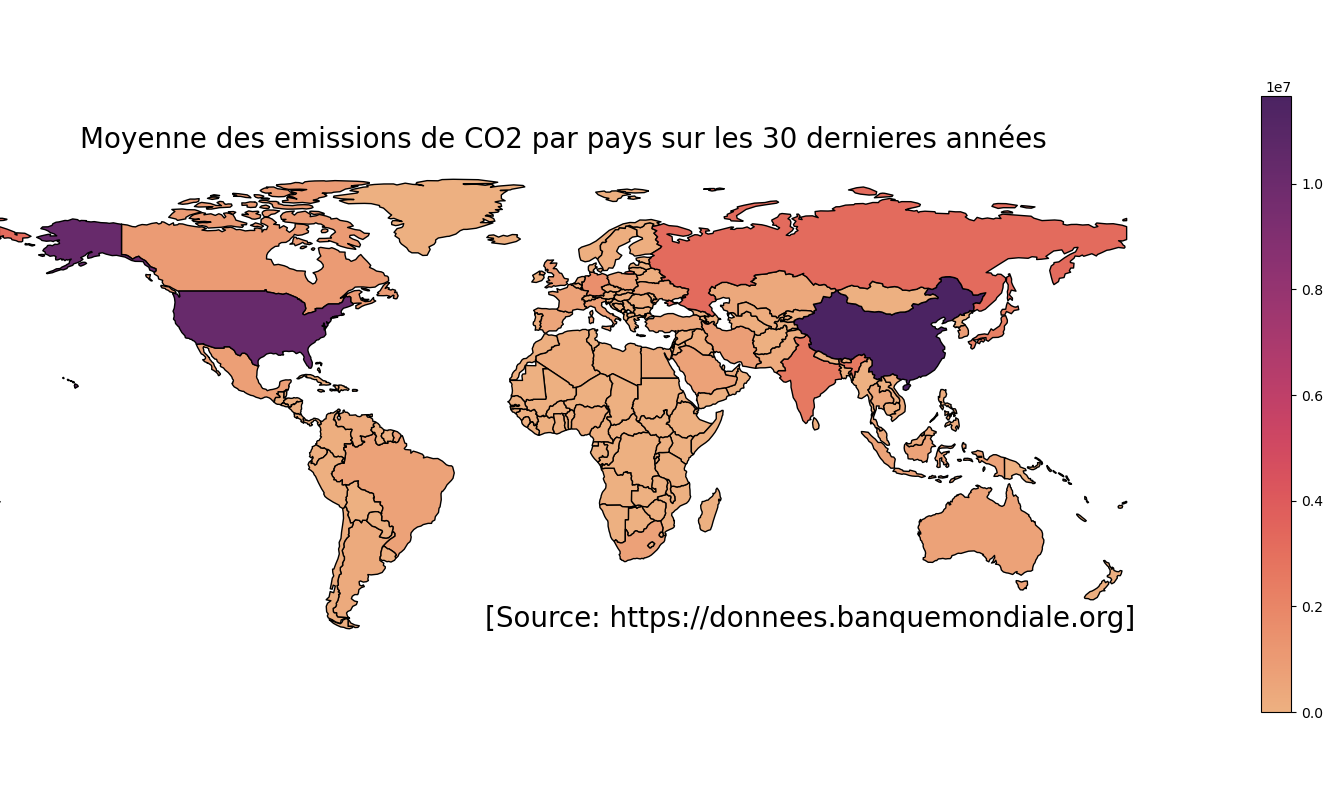 1e7
Moyenne des emissions de CO2 par pays sur les 30 dernieres années
1.0
0.8
0.6
0.4
0.2
0.0
[Source: https://donnees.banquemondiale.org]